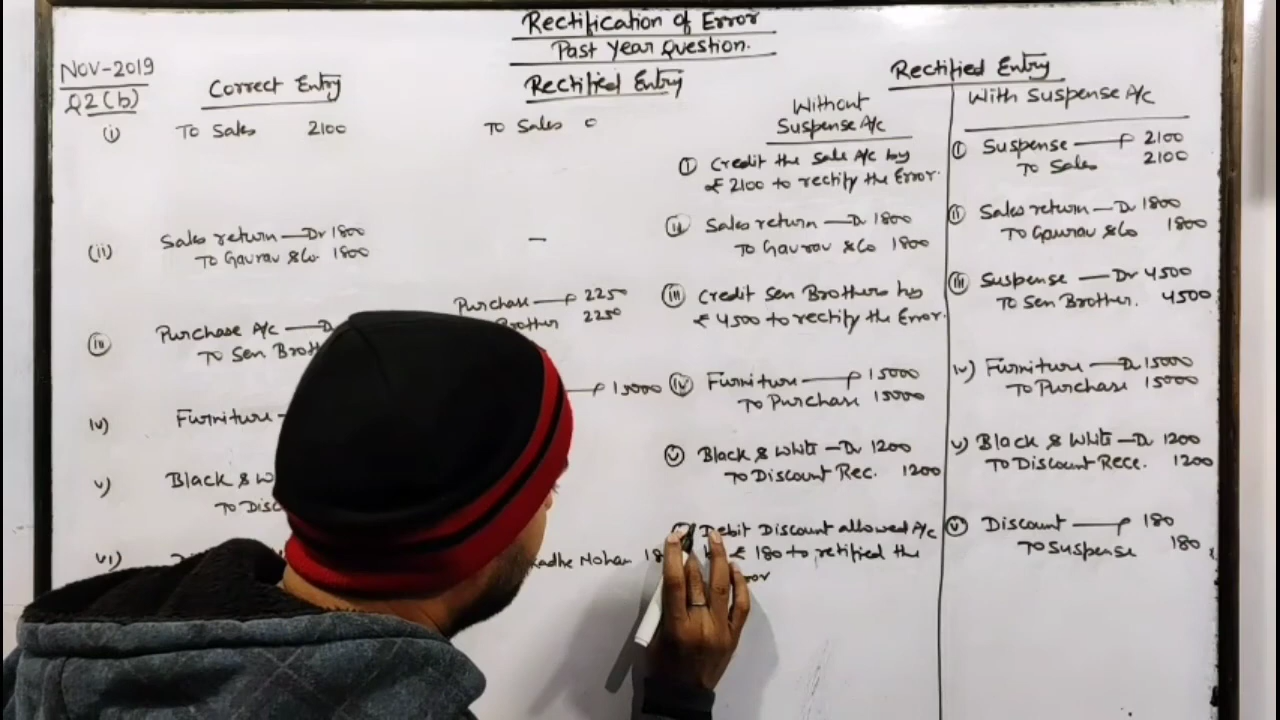 Rectification of Error
Past Year Question.
NOV-2019
Q2(b)
Correct Entry
(i) To Sales 2100
(ii) Sales return — Dr 1800
To Gaurav & Co. 1800
(iii) Purchase A/c — D
To Sen Broth
iv) Furniture
v) Black & Wh
To Disc
vi)
Rectified Entry
To Sales 0
—
Purchase — Dr 2250
Brother 2250
Dr 15000
Radhe Mohan 18
Rectified Entry
Without
Suspense A/c
(i) Credit the Sale A/c by
₹ 2100 to rectify the Error.
(ii) Sales return — Dr 1800
To Gaurav & Co 1800
(iii) Credit Sen Brothers by
₹ 4500 to rectify the Error.
(iv) Furniture — Dr 15000
To Purchase 15000
(v) Black & White — Dr 1200
To Discount Rec. 1200
Debit Discount allowed A/c
₹ 180 to retified the
With Suspense A/c
(i) Suspense — Dr 2100
To Sales 2100
(ii) Sales return — Dr 1800
To Gaurav & Co 1800
(iii) Suspense — Dr 4500
To Sen Brother. 4500
iv) Furniture — Dr 15000
To Purchase 15000
v) Black & White — Dr 1200
To Discount Rece. 1200
(v) Discount — Dr 180
To Suspense 180